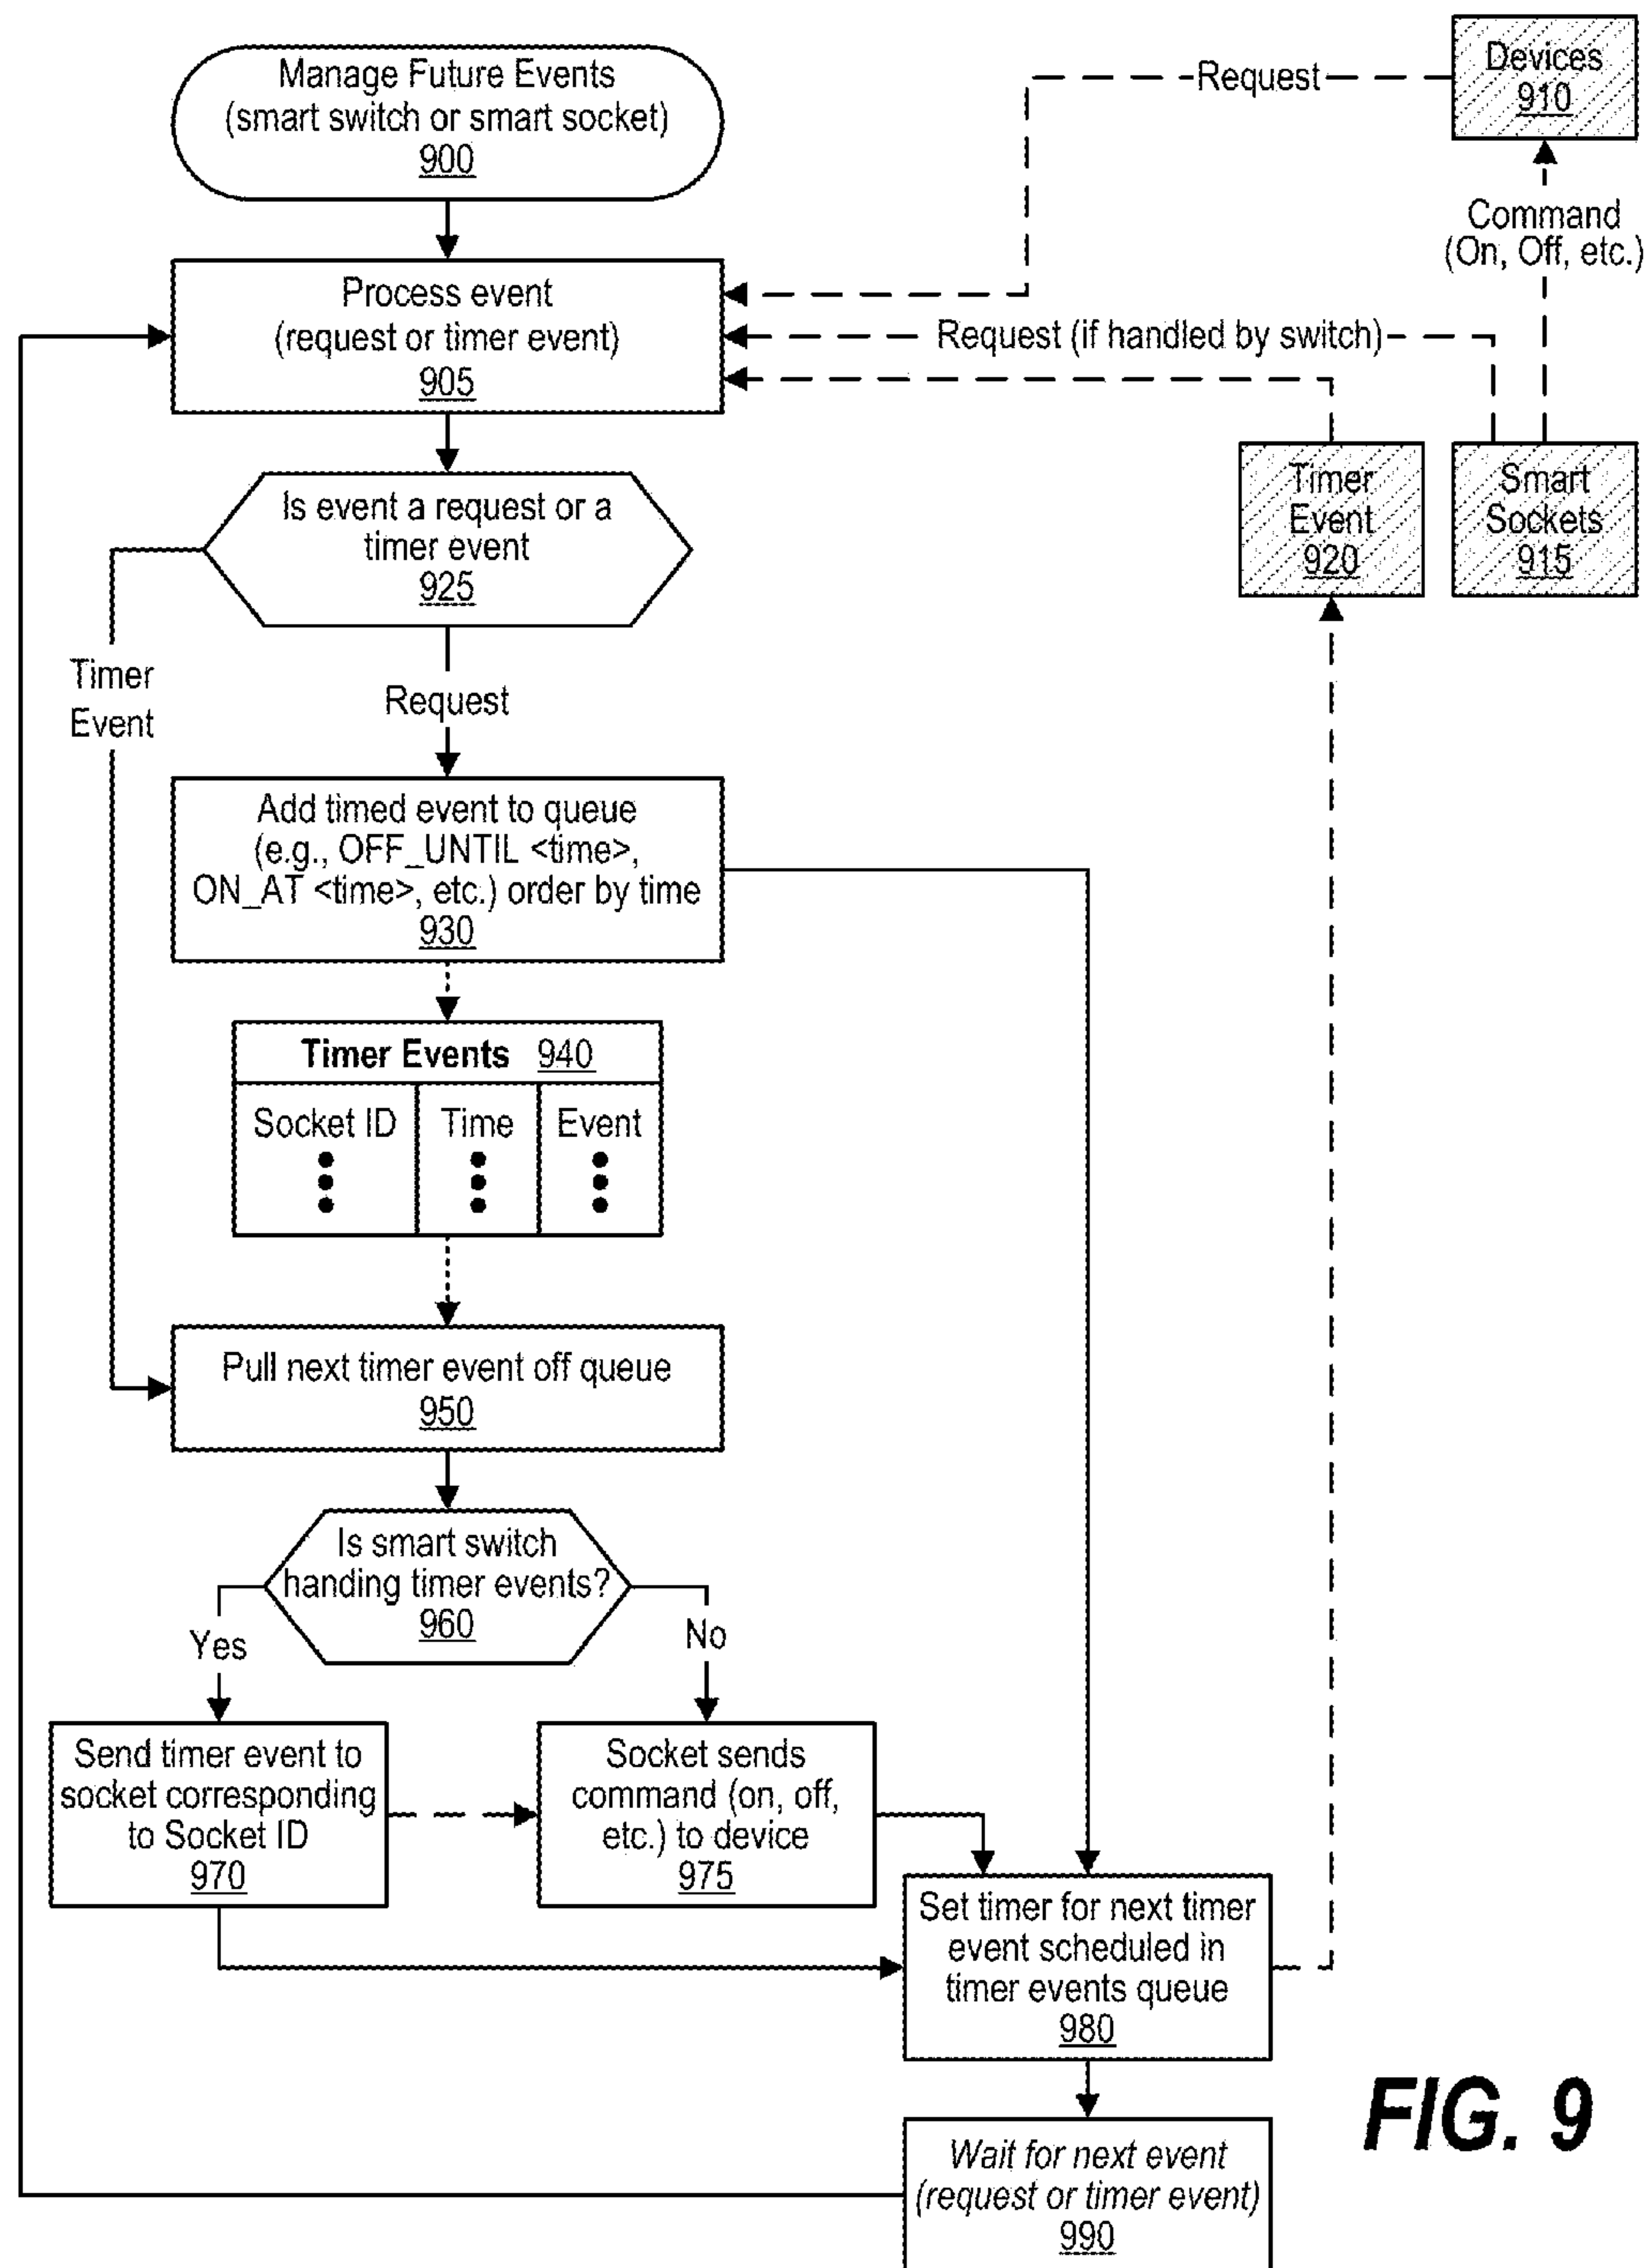 Manage Future Events
(smart switch or smart socket)
900
Devices
910
Request
Command
(On, Off, etc.)
Process event
(request or timer event)
905
Request (if handled by switch)
Timer
Event
920
Smart
Sockets
915
Is event a request or a
timer event
925
Timer
Event
Request
Add timed event to queue
(e.g., OFF_UNTIL <time>,
ON_AT <time>, etc.) order by time
930
Timer Events 940
Socket ID Time Event
Pull next timer event off queue
950
Is smart switch
handing timer events?
960
Yes
No
Send timer event to
socket corresponding
to Socket ID
970
Socket sends
command (on, off,
etc.) to device
975
Set timer for next timer
event scheduled in
timer events queue
980
Wait for next event
(request or timer event)
990
FIG. 9